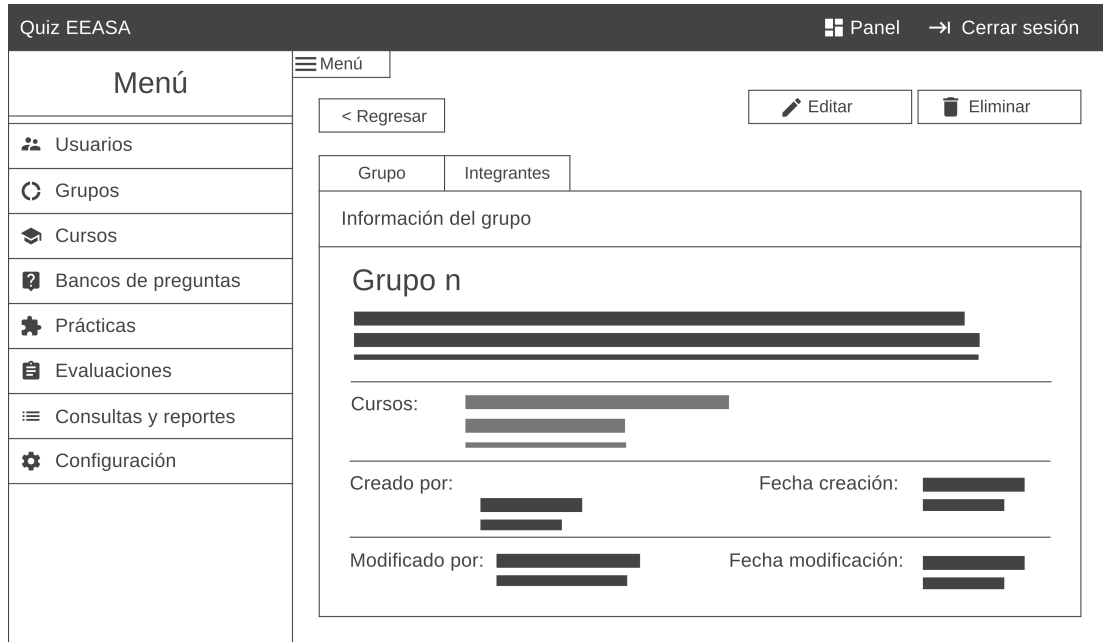 Quiz EEASA
Panel
Cerrar sesión
Menú
Usuarios
Grupos
Cursos
Bancos de preguntas
Prácticas
Evaluaciones
Consultas y reportes
Configuración
Menú
< Regresar
Editar
Eliminar
Grupo
Integrantes
Información del grupo
Grupo n
Cursos:
Creado por:
Fecha creación:
Modificado por:
Fecha modificación: